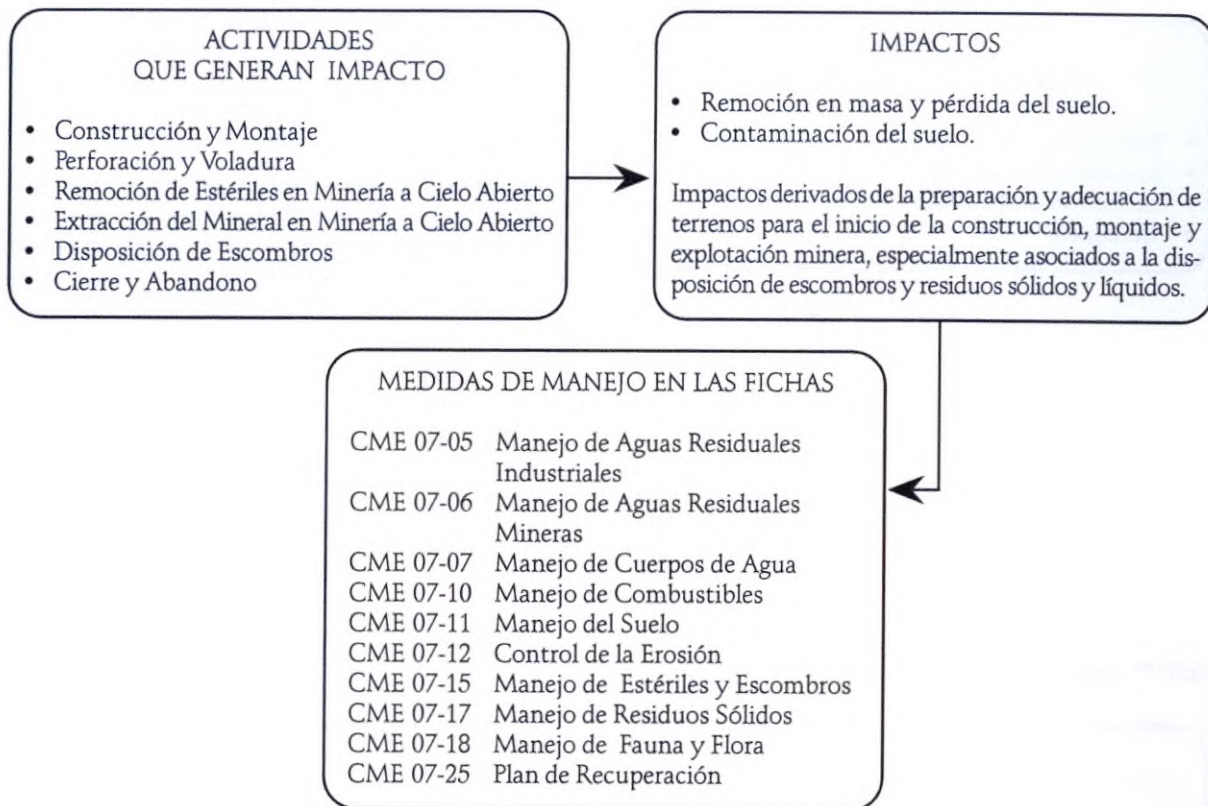 ACTIVIDADES
QUE GENERAN IMPACTO
• Construcción y Montaje
• Perforación y Voladura
• Remoción de Estériles en Minería a Cielo Abierto
• Extracción del Mineral en Minería a Cielo Abierto
• Disposición de Escombros
• Cierre y Abandono
IMPACTOS
• Remoción en masa y pérdida del suelo.
• Contaminación del suelo.
Impactos derivados de la preparación y adecuación de
terrenos para el inicio de la construcción, montaje y
explotación minera, especialmente asociados a la dis-
posición de escombros y residuos sólidos y líquidos.
MEDIDAS DE MANEJO EN LAS FICHAS
CME 07-05 Manejo de Aguas Residuales
Industriales
CME 07-06 Manejo de Aguas Residuales
Mineras
CME 07-07 Manejo de Cuerpos de Agua
CME 07-10 Manejo de Combustibles
CME 07-11 Manejo del Suelo
CME 07-12 Control de la Erosión
CME 07-15 Manejo de Estériles y Escombros
CME 07-17 Manejo de Residuos Sólidos
CME 07-18 Manejo de Fauna y Flora
CME 07-25 Plan de Recuperación